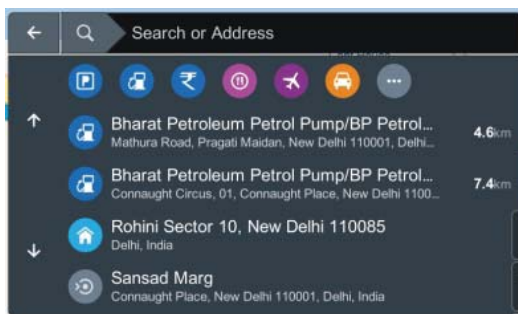 Search or Address
P
₹
Bharat Petroleum Petrol Pump/BP Petrol...
Mathura Road, Pragati Maidan, New Delhi 110001, Delhi...
4.6km
Bharat Petroleum Petrol Pump/BP Petrol...
Connaught Circus, 01, Connaught Place, New Delhi 1100...
7.4km
Rohini Sector 10, New Delhi 110085
Delhi, India
Sansad Marg
Connaught Place, New Delhi 110001, Delhi, India